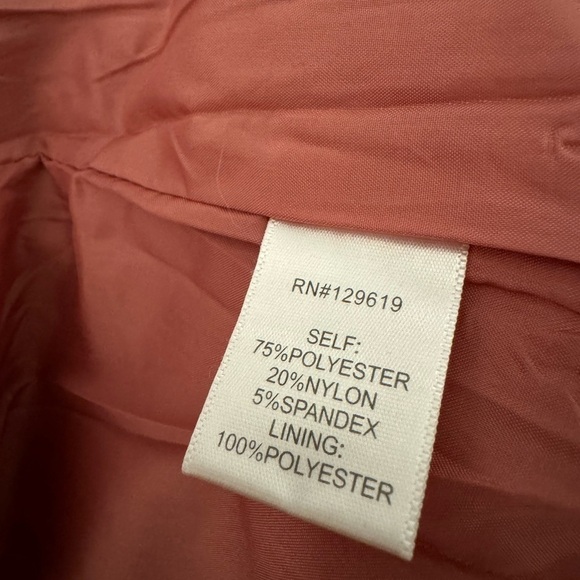 RN#129619
SELF:
75%POLYESTER
20%NYLON
5%SPANDEX
LINING:
100%POLYESTER